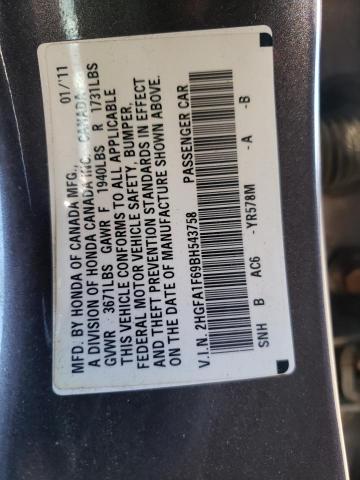 MFD. BY HONDA OF CANADA MFG. 01/11
A DIVISION OF HONDA CANADA INC., CANADA
GVWR 3671LBS GAWR F 1940LBS R 1731LBS
THIS VEHICLE CONFORMS TO ALL APPLICABLE
FEDERAL MOTOR VEHICLE SAFETY, BUMPER,
AND THEFT PREVENTION STANDARDS IN EFFECT
ON THE DATE OF MANUFACTURE SHOWN ABOVE.
V.I.N. 2HGFA1F69BH543758 PASSENGER CAR
SNH B AC6 -YR578M -A -B